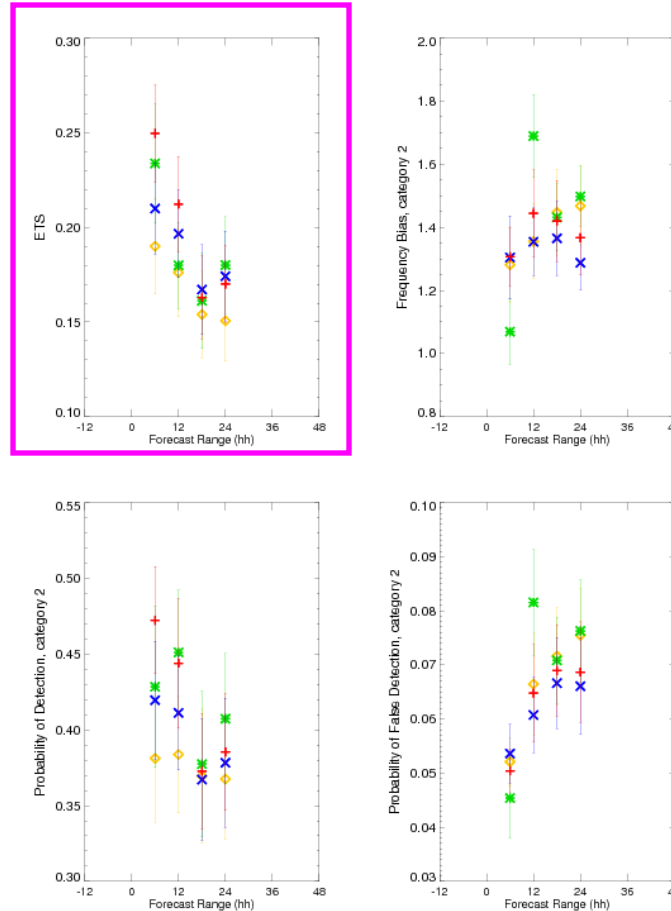 0.30
0.25
0.20
0.15
0.10
ETS
-12 0 12 24 36 48
Forecast Range (hh)
2.0
1.8
1.6
1.4
1.2
1.0
0.8
Frequency Bias, category 2
-12 0 12 24 36
Forecast Range (hh)
0.55
0.50
0.45
0.40
0.35
0.30
Probability of Detection, category 2
-12 0 12 24 36 48
Forecast Range (hh)
0.10
0.09
0.08
0.07
0.06
0.05
0.04
0.03
Probability of False Detection, category 2
-12 0 12 24 36
Forecast Range (hh)